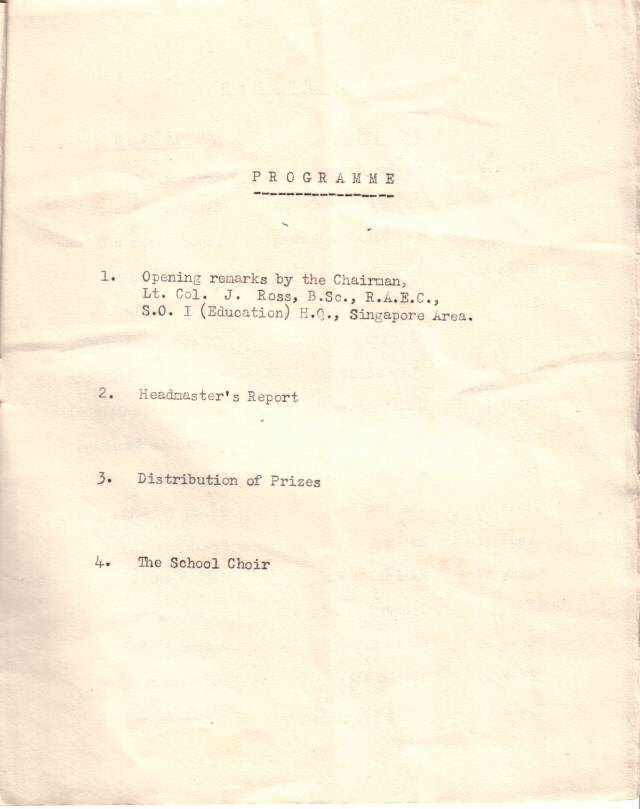 PROGRAMME
1. Opening remarks by the Chairman,
Lt. Col. J. Ross, B.Sc., R.A.E.C.,
S.O. I (Education) H.Q., Singapore Area.
2. Headmaster's Report
3. Distribution of Prizes
4. The School Choir